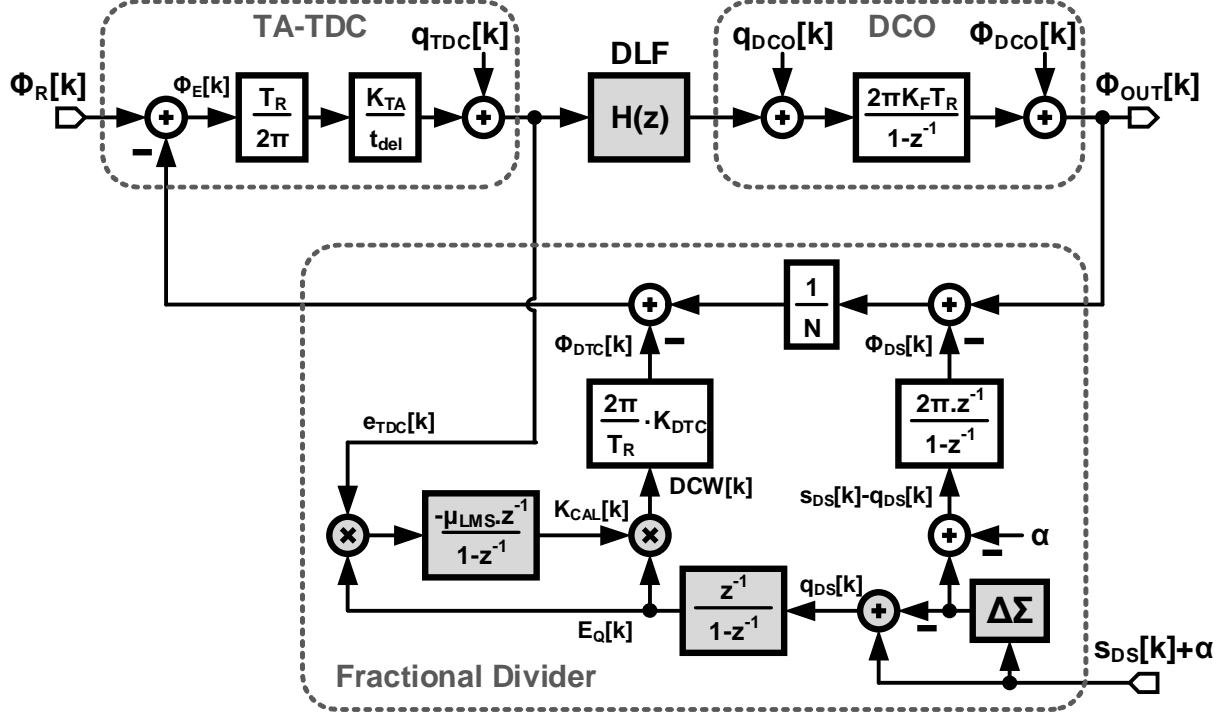 TA-TDC
DCO
q_TDC[k]
q_DCO[k]
Φ_DCO[k]
DLF
Φ_R[k]
Φ_E[k]
Φ_OUT[k]
T_R
2π
K_TA
t_del
H(z)
2πK_FT_R
1-z⁻¹
+
+
+
+
−
1
N
+
+
Φ_DTC[k]
−
Φ_DS[k]
−
2π
T_R
·K_DTC
2π.z⁻¹
1-z⁻¹
e_TDC[k]
DCW[k]
s_DS[k]-q_DS[k]
-μ_LMS.z⁻¹
1-z⁻¹
K_CAL[k]
×
×
+
−
α
z⁻¹
1-z⁻¹
q_DS[k]
+
−
ΔΣ
E_Q[k]
s_DS[k]+α
Fractional Divider